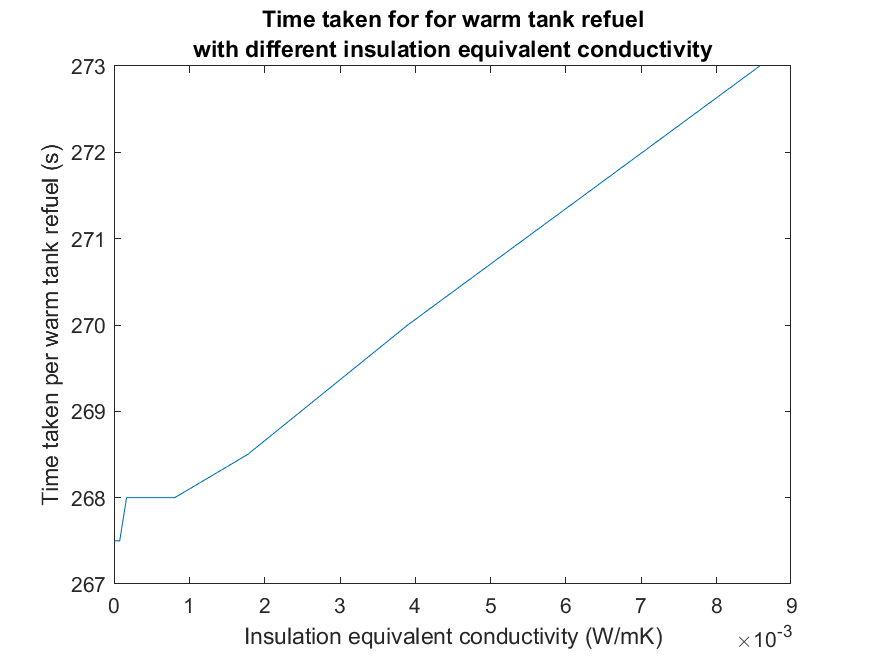 Time taken for for warm tank refuel
with different insulation equivalent conductivity
273
272
271
270
269
268
267
Time taken per warm tank refuel (s)
0 1 2 3 4 5 6 7 8 9
Insulation equivalent conductivity (W/mK)
×10⁻³